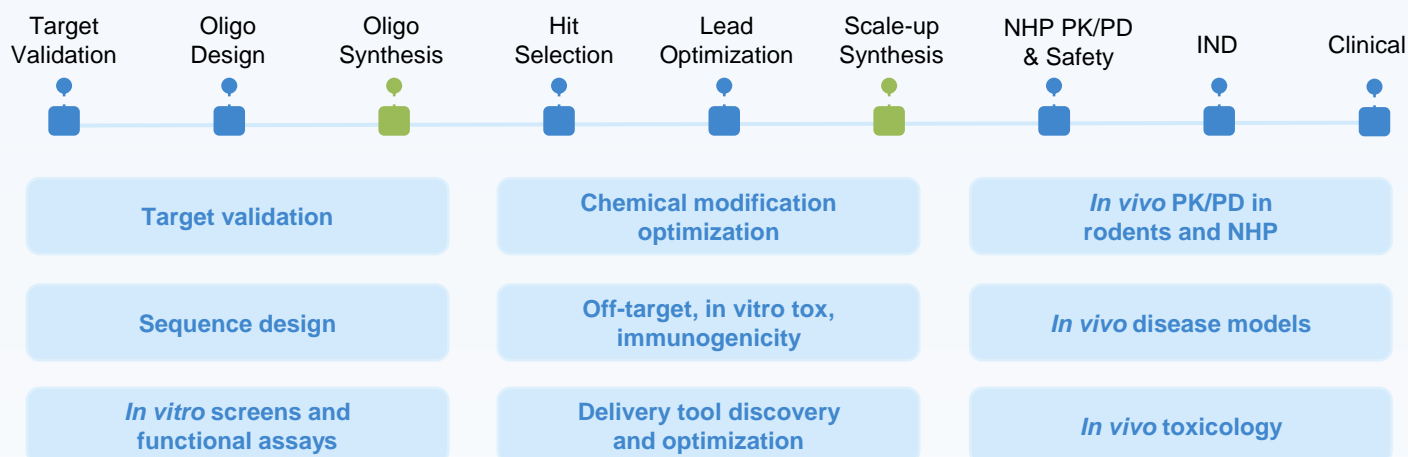 Target
Validation
Oligo
Design
Oligo
Synthesis
Hit
Selection
Lead
Optimization
Scale-up
Synthesis
NHP PK/PD
& Safety
IND
Clinical
Target validation
Chemical modification
optimization
In vivo PK/PD in
rodents and NHP
Sequence design
Off-target, in vitro tox,
immunogenicity
In vivo disease models
In vitro screens and
functional assays
Delivery tool discovery
and optimization
In vivo toxicology